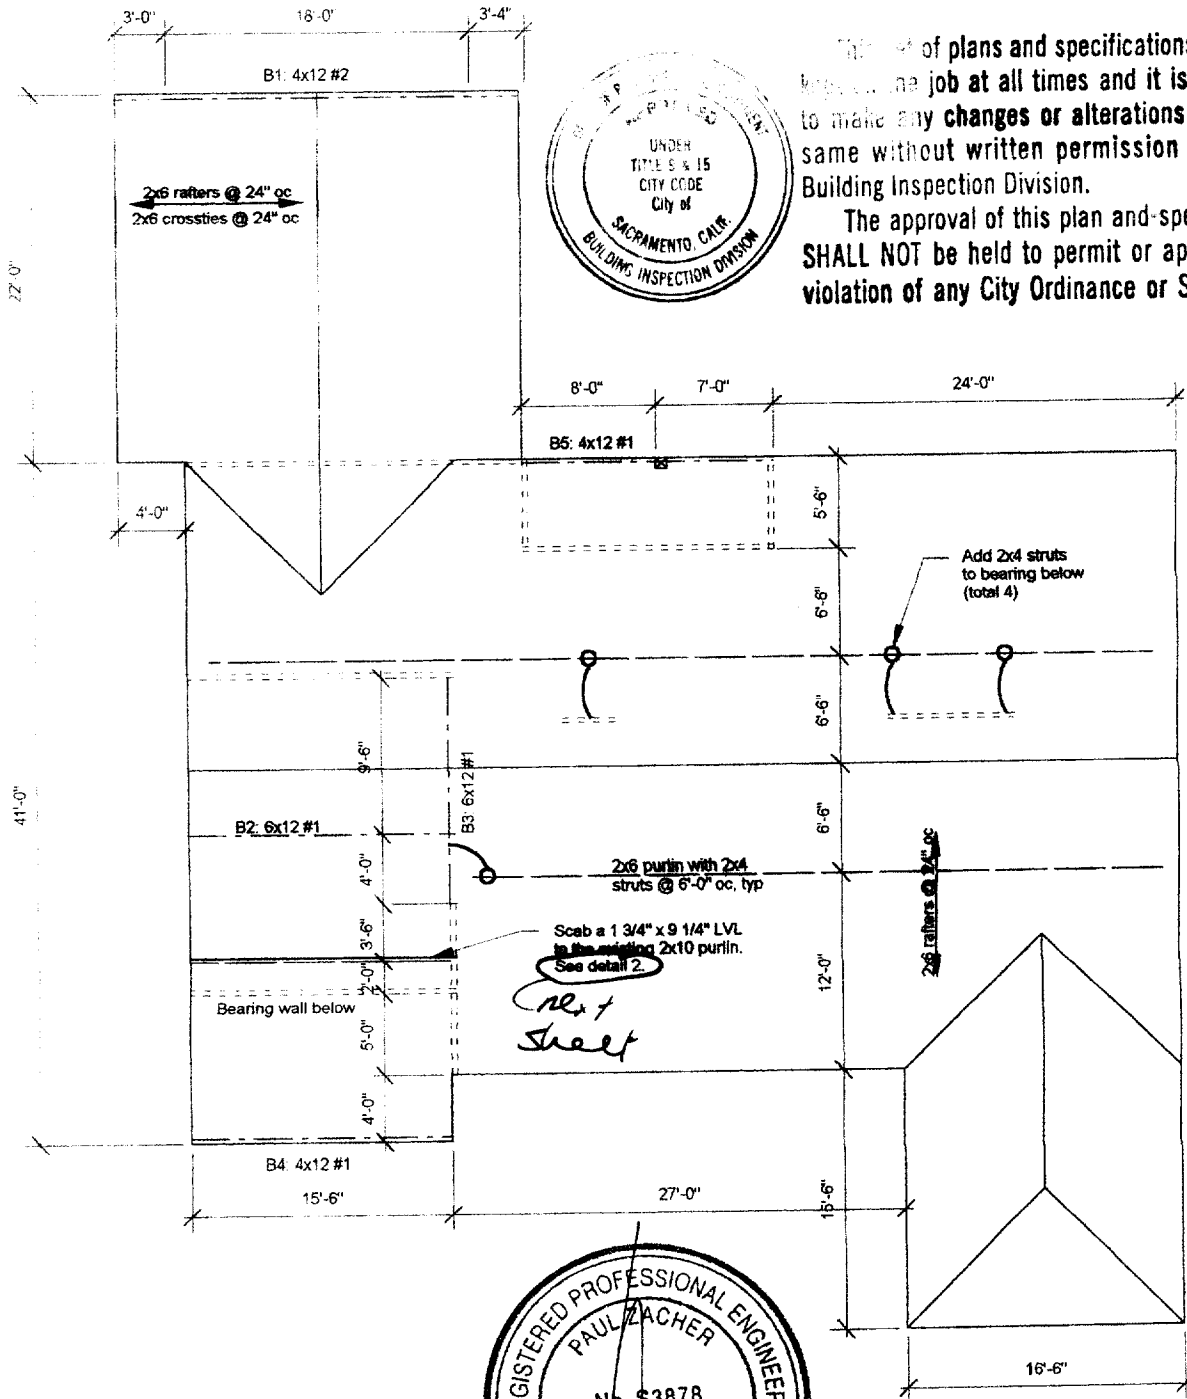 3'-0"
18'-0"
3'-4"
B1: 4x12 #2
of plans and specifications
job at all times and it is
to make any changes or alterations
same without written permission
Building Inspection Division.
The approval of this plan and spe
SHALL NOT be held to permit or ap
violation of any City Ordinance or S
UNDER
TITLE 9 & 15
CITY CODE
City of
SACRAMENTO, CALIF.
BUILDING INSPECTION DIVISION
2x6 rafters @ 24" oc
2x6 crossties @ 24" oc
22'-0"
8'-0"
7'-0"
24'-0"
B5: 4x12 #1
4'-0"
5'-6"
Add 2x4 struts
to bearing below
(total 4)
6'-6"
6'-6"
9'-6"
B3: 6x12 #1
41'-0"
B2: 6x12 #1
6'-6"
4'-0"
2x6 purlin with 2x4
struts @ 6'-0" oc, typ
2x6 rafters @ 24" oc
3'-6"
Scab a 1 3/4" x 9 1/4" LVL
to the existing 2x10 purlin.
See detail 2.
next
sheet
2'-0"
12'-0"
Bearing wall below
5'-0"
4'-0"
B4: 4x12 #1
15'-6"
27'-0"
15'-6"
16'-6"
GISTERED PROFESSIONAL ENGINEER
PAUL ZACHER
No. S3878